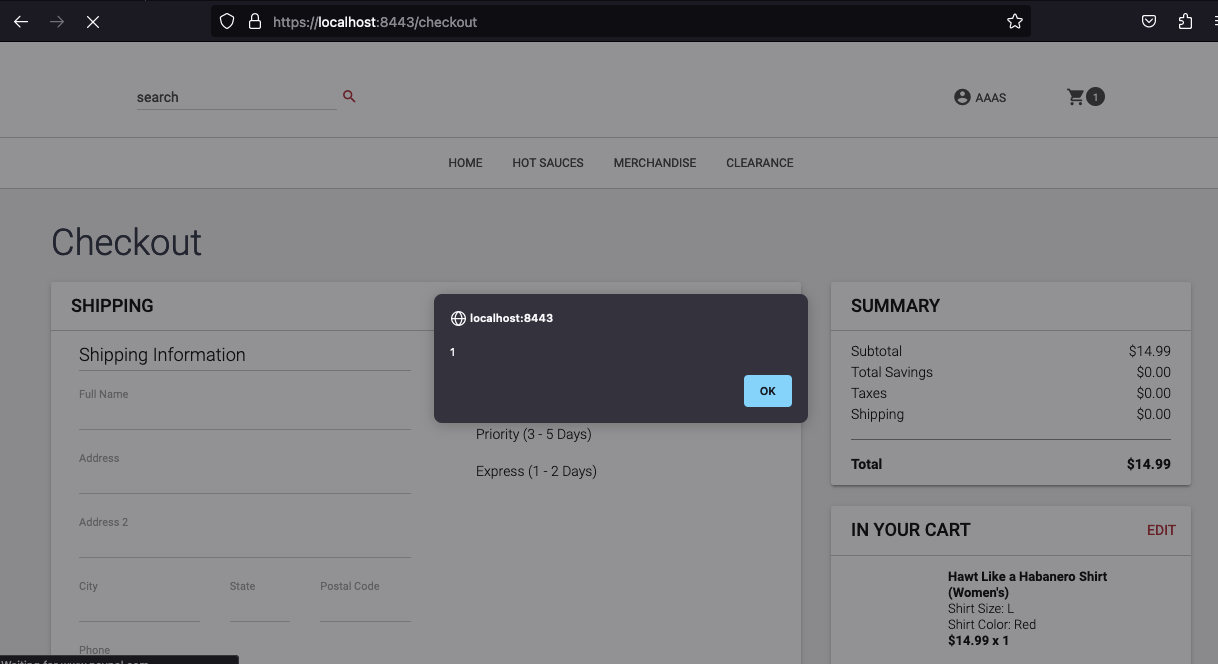 https://localhost:8443/checkout
search
AAAS
1
HOME HOT SAUCES MERCHANDISE CLEARANCE
Checkout
SHIPPING
Shipping Information
Full Name
Address
Address 2
City State Postal Code
Phone
localhost:8443
1
OK
Priority (3 - 5 Days)
Express (1 - 2 Days)
SUMMARY
Subtotal $14.99
Total Savings $0.00
Taxes $0.00
Shipping $0.00
Total $14.99
IN YOUR CART EDIT
Hawt Like a Habanero Shirt
(Women's)
Shirt Size: L
Shirt Color: Red
$14.99 x 1